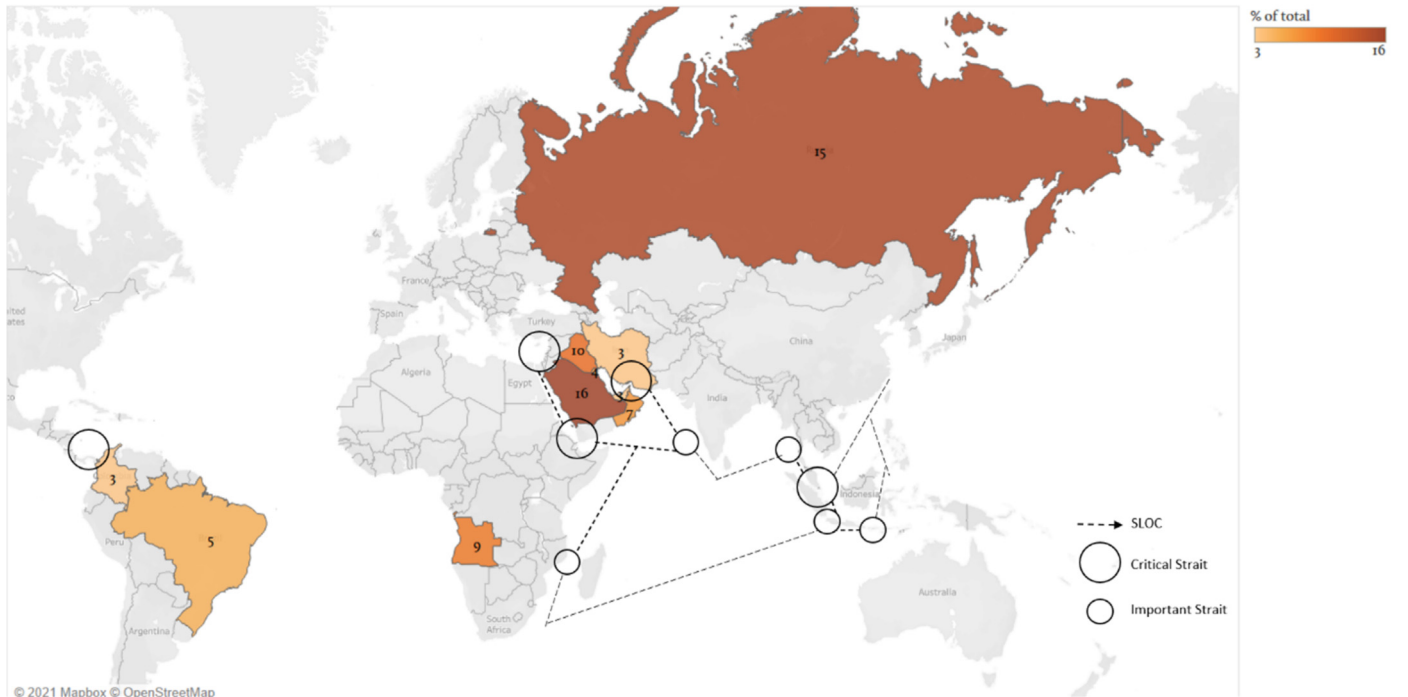 % of total
3
16
15
France
Spain
Turkey
Japan
China
10
3
Algeria
Egypt
4
16
3
7
India
3
Indonesia
Peru
5
9
SLOC
Critical Strait
Important Strait
Australia
South
Africa
Argentina
© 2021 Mapbox © OpenStreetMap